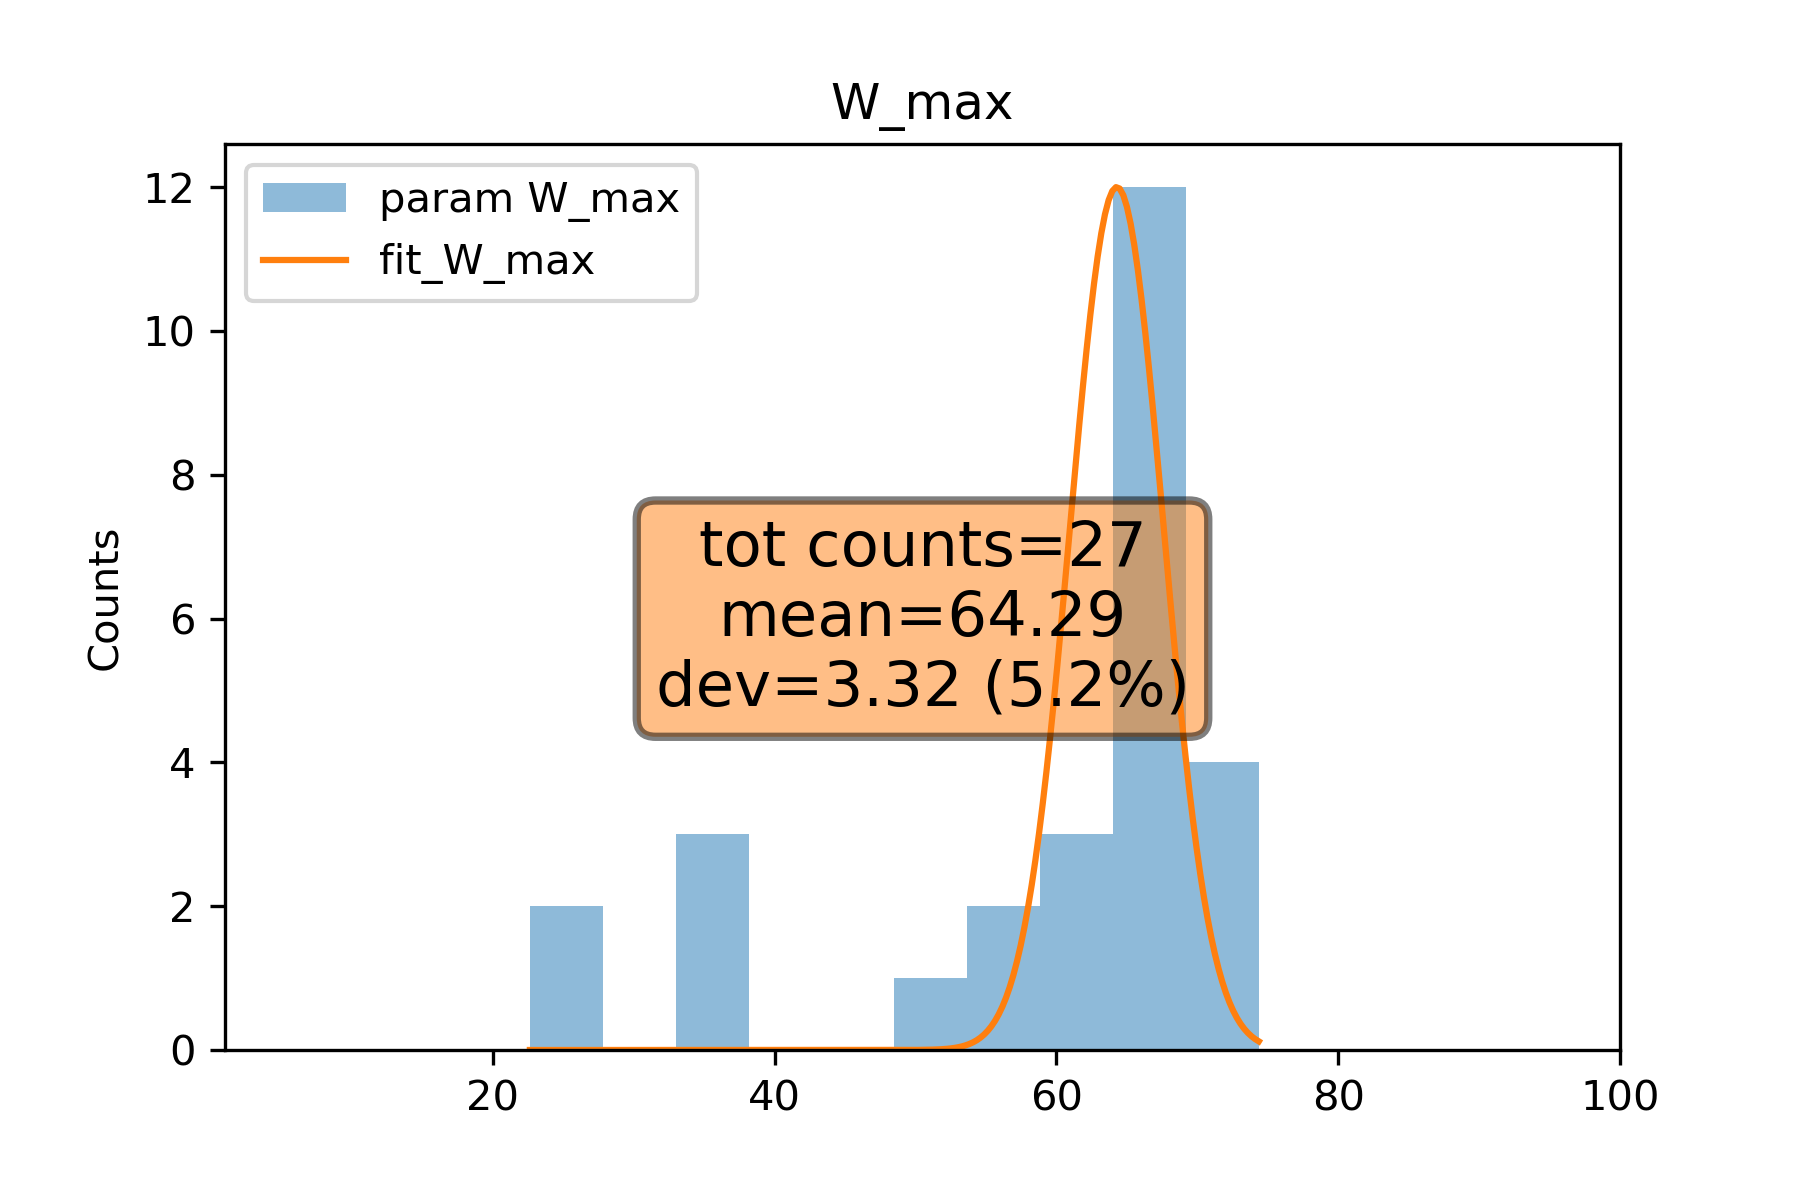 W_max
param W_max
fit_W_max
12
10
8
6
4
2
0
Counts
tot counts=27
mean=64.29
dev=3.32 (5.2%)
20
40
60
80
100